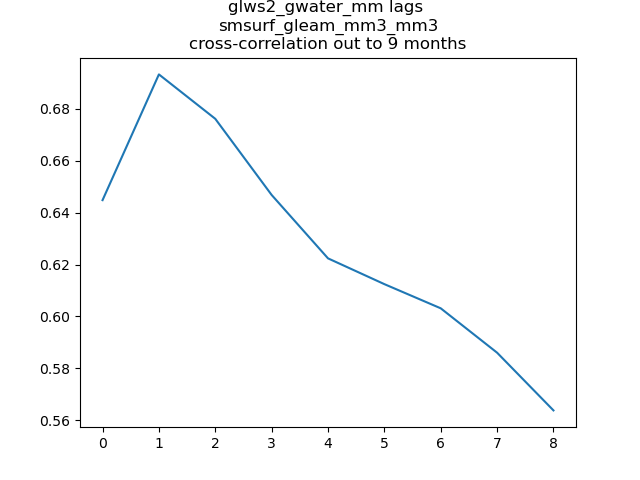 glws2_gwater_mm lags
smsurf_gleam_mm3_mm3
cross-correlation out to 9 months
0.68
0.66
0.64
0.62
0.60
0.58
0.56
0 1 2 3 4 5 6 7 8